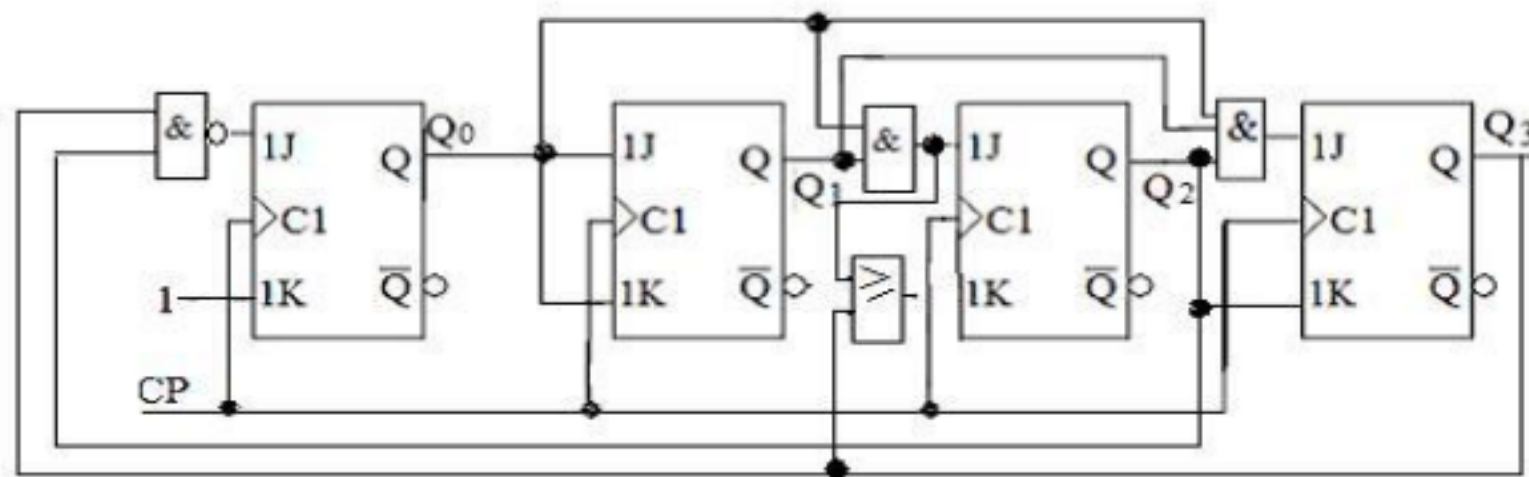 & 1J Q Q0 1J Q Q1 & 1J Q Q2 & 1J Q Q3
C1 C1 C1 C1
1 1K Q̅ 1K Q̅ ≥ 1K Q̅ 1K Q̅
CP